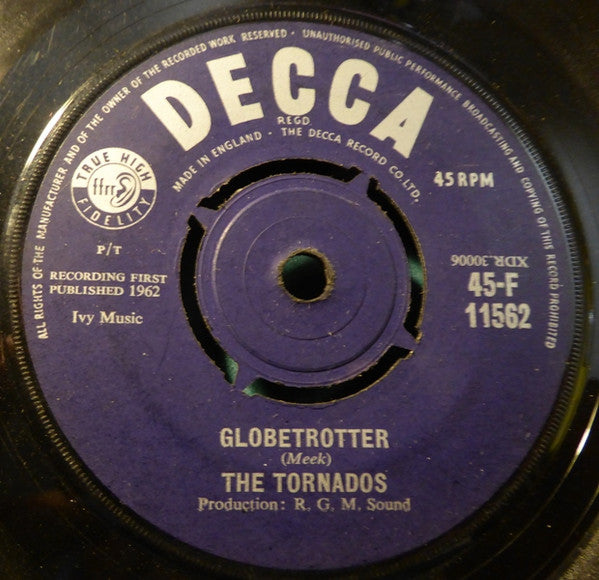 ALL RIGHTS OF THE MANUFACTURER AND OF THE OWNER OF THE RECORDED WORK RESERVED · UNAUTHORISED PUBLIC PERFORMANCE BROADCASTING AND COPYING OF THIS RECORD PROHIBITED
DECCA
REGD.
MADE IN ENGLAND · THE DECCA RECORD CO. LTD.
TRUE HIGH
ffrr
FIDELITY
45 RPM
P/T
RECORDING FIRST
PUBLISHED 1962
Ivy Music
XDR.30006
45-F
11562
GLOBETROTTER
(Meek)
THE TORNADOS
Production: R. G. M. Sound